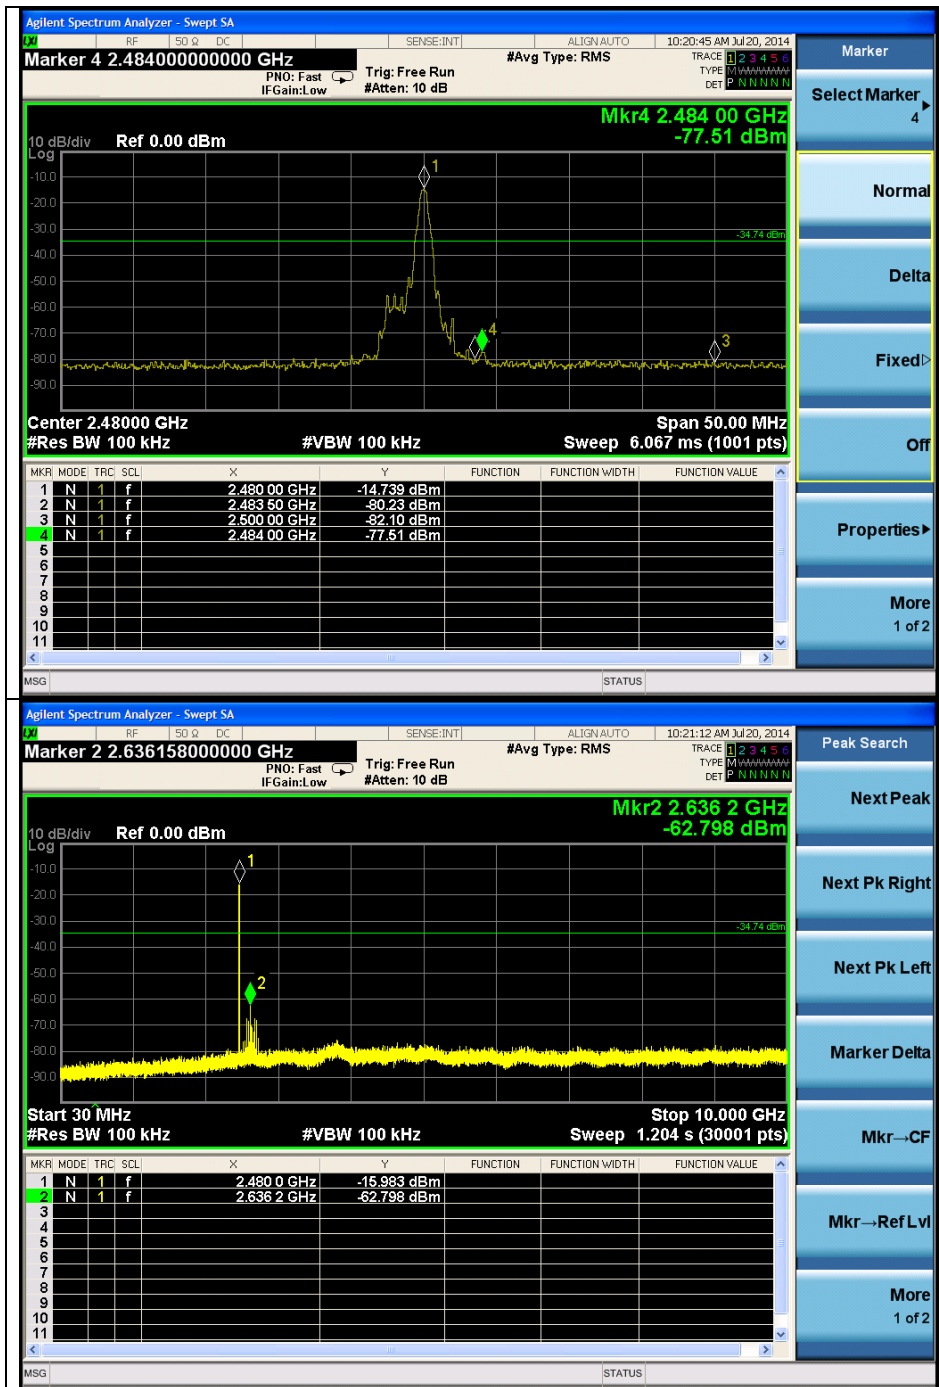 Agilent Spectrum Analyzer - Swept SA
LXI RF 50 Ω DC SENSE:INT ALIGN AUTO 10:20:45 AM Jul 20, 2014
Marker 4 2.484000000000 GHz
PNO: Fast
IFGain:Low
Trig: Free Run
#Atten: 10 dB
#Avg Type: RMS
TRACE 1 2 3 4 5 6
TYPE M WWWWW
DET P N N N N N
Mkr4 2.484 00 GHz
-77.51 dBm
10 dB/div Ref 0.00 dBm
Log
-10.0
-20.0
-30.0
-40.0
-50.0
-60.0
-70.0
-80.0
-90.0
1
-34.74 dBm
4
3
Center 2.48000 GHz Span 50.00 MHz
#Res BW 100 kHz #VBW 100 kHz Sweep 6.067 ms (1001 pts)
MKR MODE TRC SCL X Y FUNCTION FUNCTION WIDTH FUNCTION VALUE
1 N 1 f 2.480 00 GHz -14.739 dBm
2 N 1 f 2.483 50 GHz -80.23 dBm
3 N 1 f 2.500 00 GHz -82.10 dBm
4 N 1 f 2.484 00 GHz -77.51 dBm
5
6
7
8
9
10
11
MSG STATUS
Marker
Select Marker
4
Normal
Delta
Fixed
Off
Properties
More
1 of 2
Agilent Spectrum Analyzer - Swept SA
LXI RF 50 Ω DC SENSE:INT ALIGN AUTO 10:21:12 AM Jul 20, 2014
Marker 2 2.636158000000 GHz
PNO: Fast
IFGain:Low
Trig: Free Run
#Atten: 10 dB
#Avg Type: RMS
TRACE 1 2 3 4 5 6
TYPE M WWWWW
DET P N N N N N
Mkr2 2.636 2 GHz
-62.798 dBm
10 dB/div Ref 0.00 dBm
Log
-10.0
-20.0
-30.0
-40.0
-50.0
-60.0
-70.0
-80.0
-90.0
1
-34.74 dBm
2
Start 30 MHz Stop 10.000 GHz
#Res BW 100 kHz #VBW 100 kHz Sweep 1.204 s (30001 pts)
MKR MODE TRC SCL X Y FUNCTION FUNCTION WIDTH FUNCTION VALUE
1 N 1 f 2.480 0 GHz -15.983 dBm
2 N 1 f 2.636 2 GHz -62.798 dBm
3
4
5
6
7
8
9
10
11
MSG STATUS
Peak Search
Next Peak
Next Pk Right
Next Pk Left
Marker Delta
Mkr→CF
Mkr→Ref Lvl
More
1 of 2